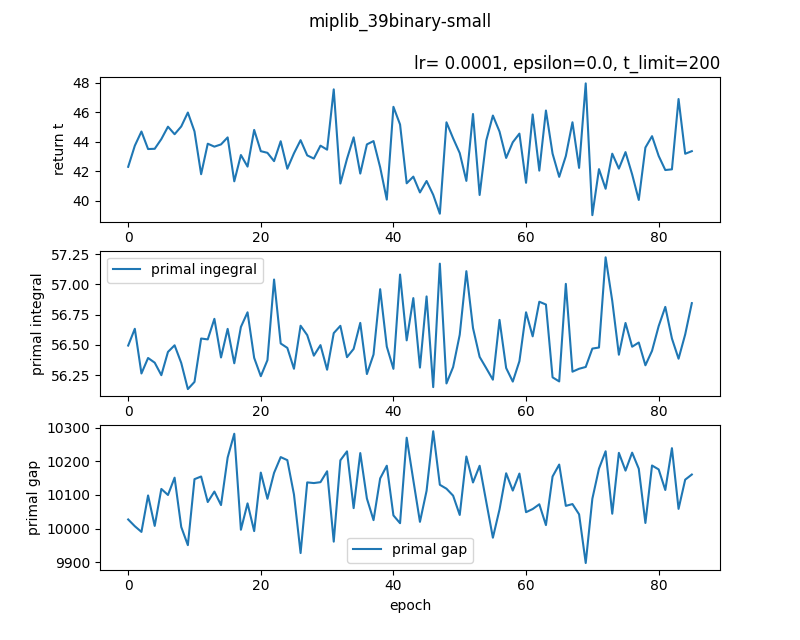 miplib_39binary-small
lr= 0.0001, epsilon=0.0, t_limit=200
return t
48
46
44
42
40
0 20 40 60 80
primal integral
57.25
57.00
56.75
56.50
56.25
primal ingegral
0 20 40 60 80
primal gap
10300
10200
10100
10000
9900
primal gap
0 20 40 60 80
epoch